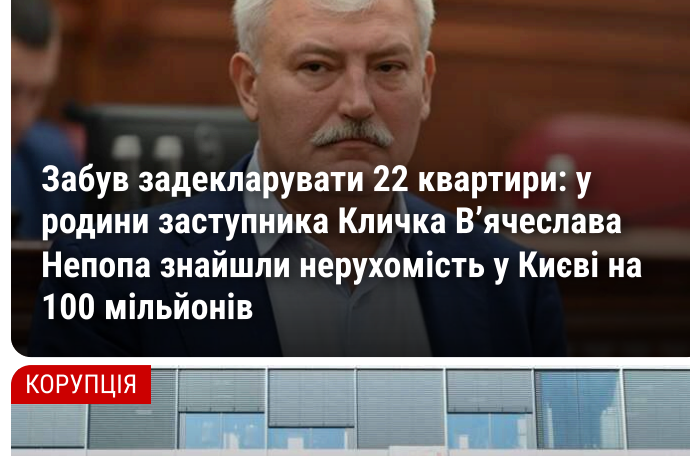 Забув задекларувати 22 квартири: у
родини заступника Кличка В’ячеслава
Непопа знайшли нерухомість у Києві на
100 мільйонів
КОРУПЦІЯ